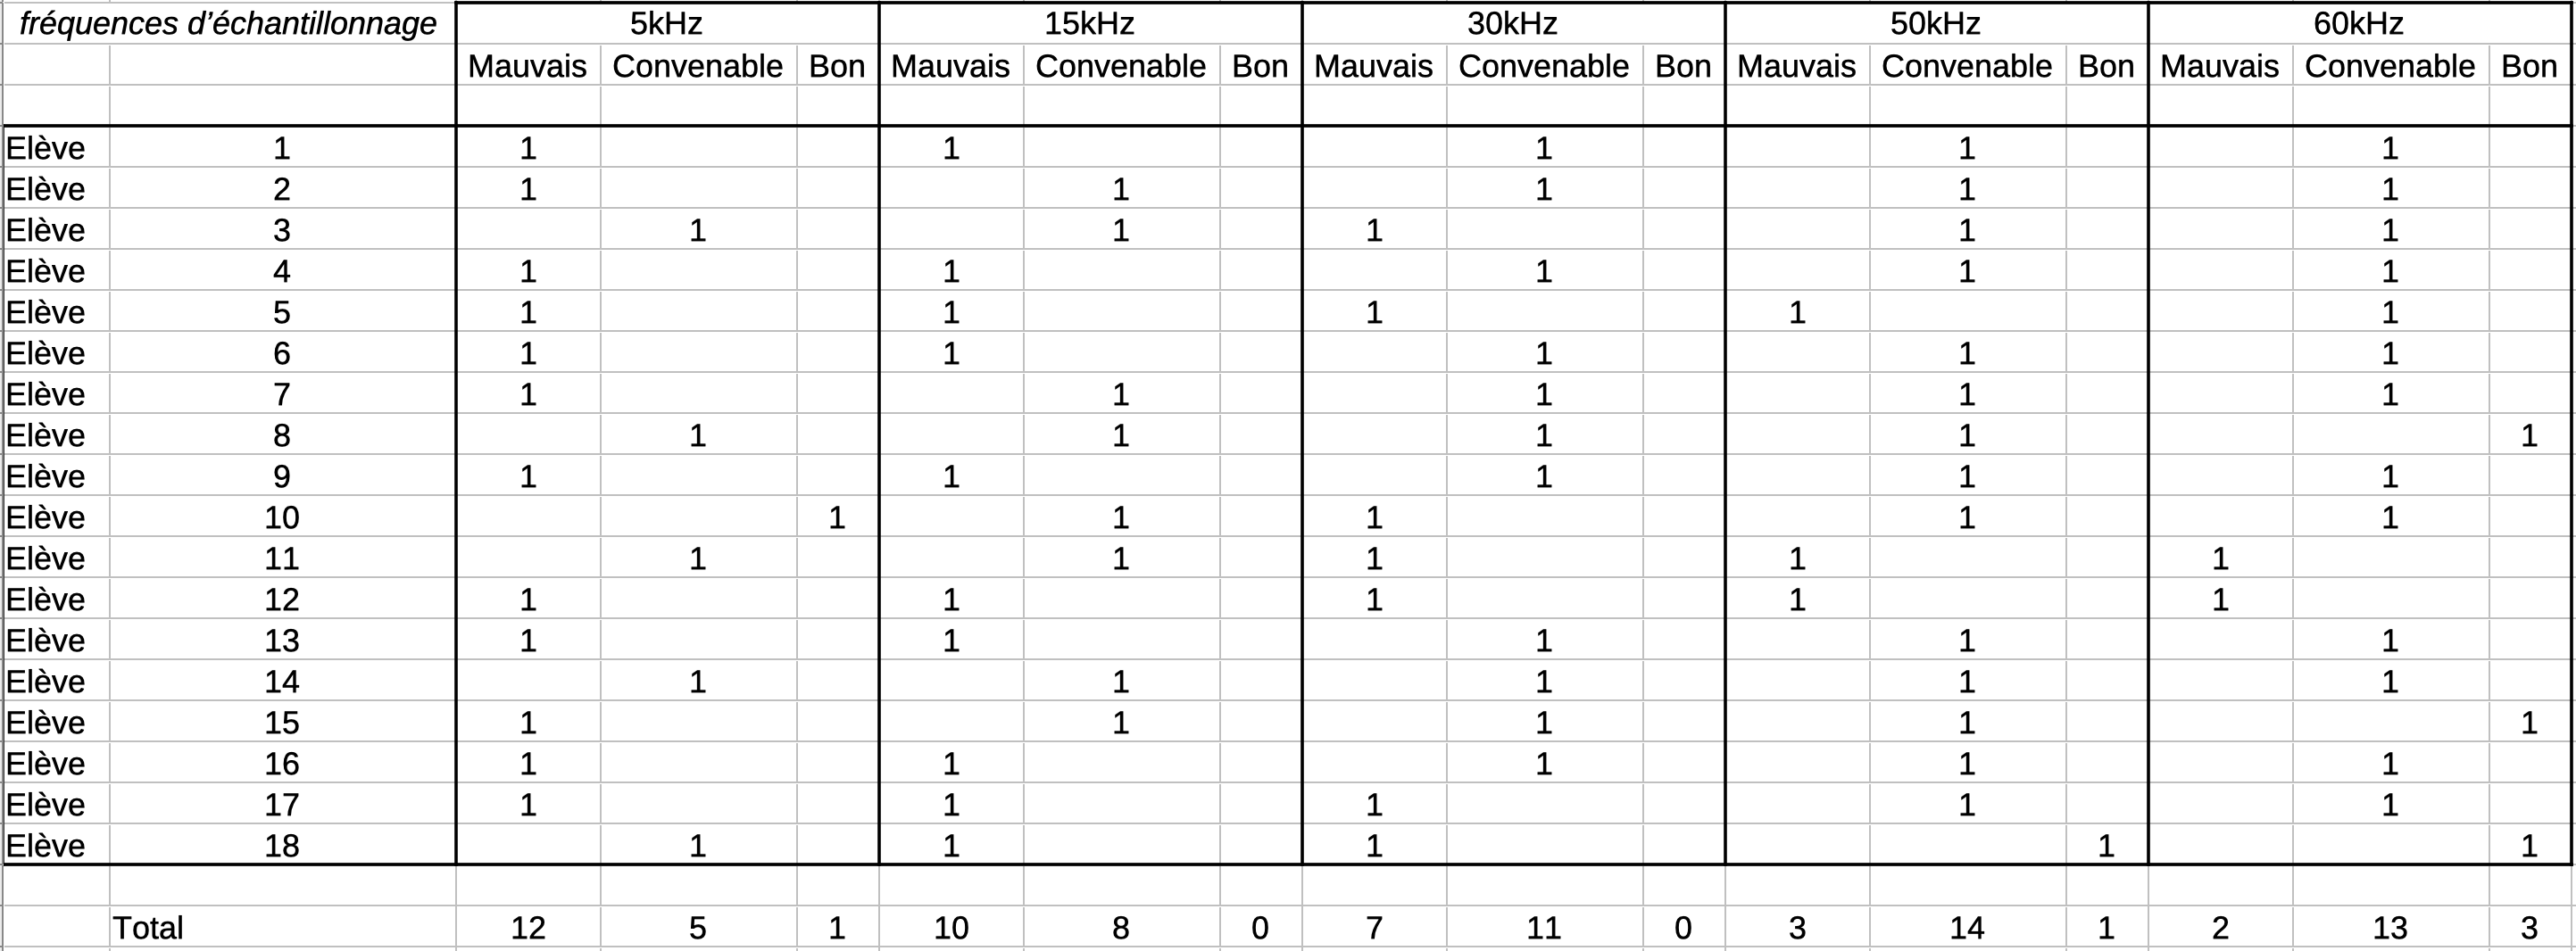 fréquences d’échantillonnage 5kHz 15kHz 30kHz 50kHz 60kHz
Mauvais Convenable Bon Mauvais Convenable Bon Mauvais Convenable Bon Mauvais Convenable Bon Mauvais Convenable Bon
Elève 1 1 1 1 1 1
Elève 2 1 1 1 1 1
Elève 3 1 1 1 1 1
Elève 4 1 1 1 1 1
Elève 5 1 1 1 1 1
Elève 6 1 1 1 1 1
Elève 7 1 1 1 1 1
Elève 8 1 1 1 1 1
Elève 9 1 1 1 1 1
Elève 10 1 1 1 1 1
Elève 11 1 1 1 1 1
Elève 12 1 1 1 1 1
Elève 13 1 1 1 1 1
Elève 14 1 1 1 1 1
Elève 15 1 1 1 1 1
Elève 16 1 1 1 1 1
Elève 17 1 1 1 1 1
Elève 18 1 1 1 1 1
Total 12 5 1 10 8 0 7 11 0 3 14 1 2 13 3